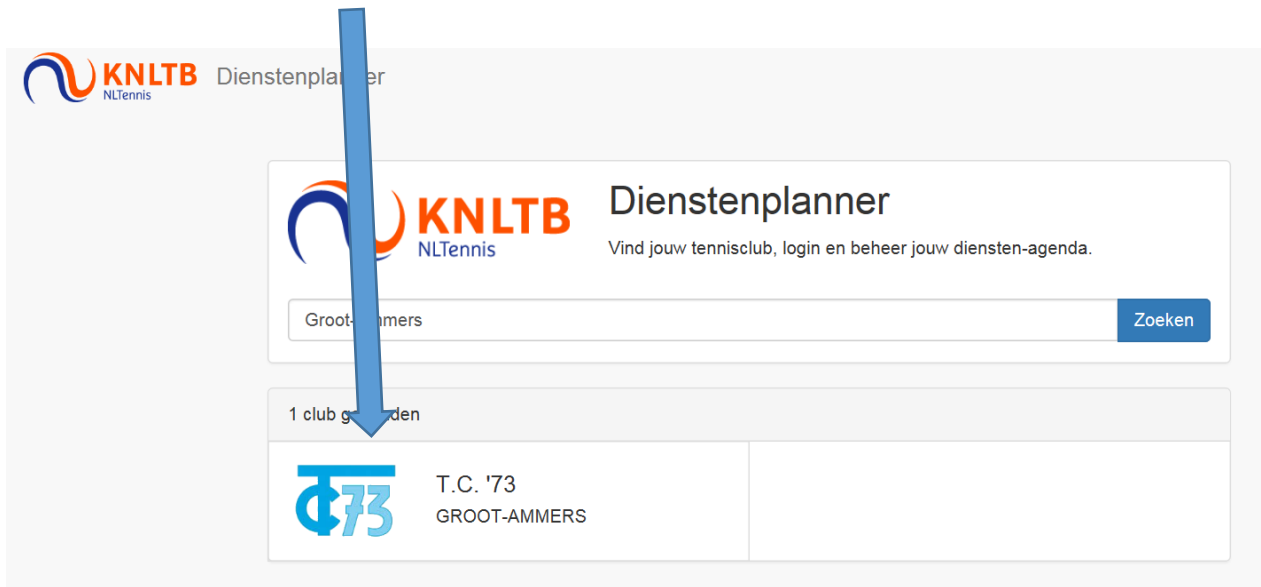 KNLTB Dienstenplanner
NLTennis
KNLTB
NLTennis
Dienstenplanner
Vind jouw tennisclub, login en beheer jouw diensten-agenda.
Groot-Ammers
Zoeken
1 club gevonden
TC73
T.C. '73
GROOT-AMMERS